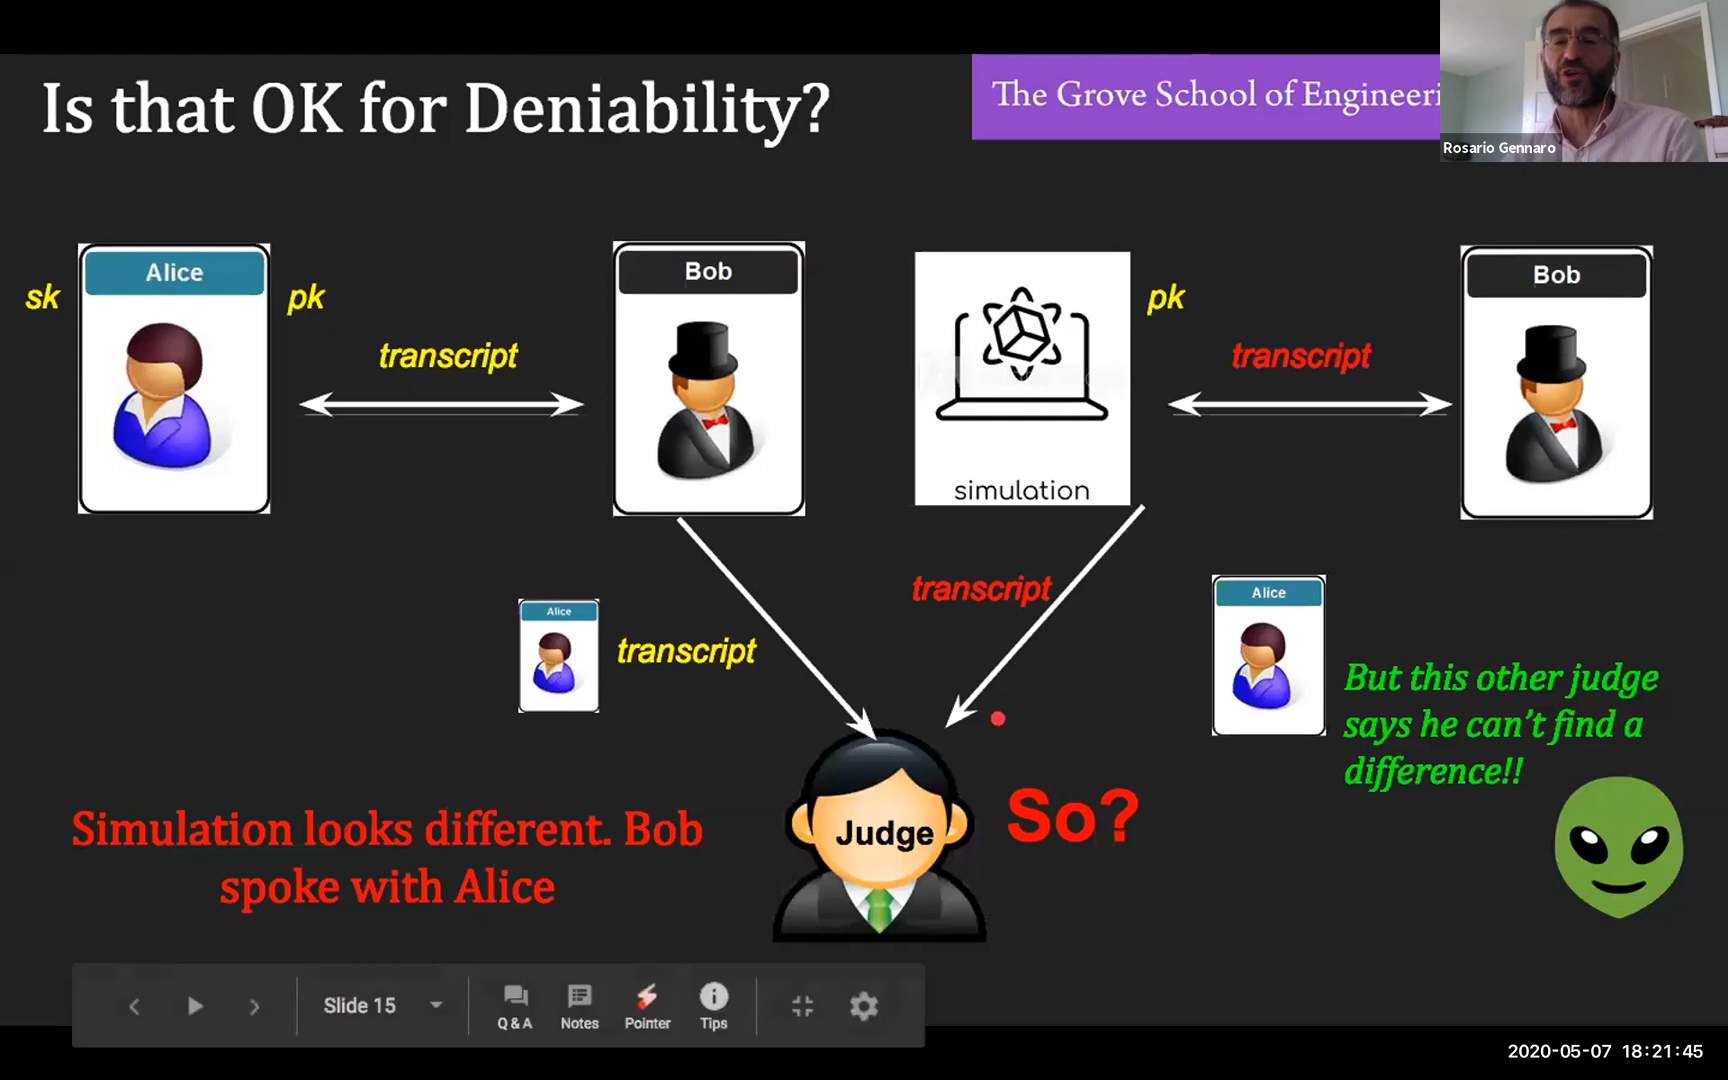 Is that OK for Deniability?
The Grove School of Engineeri
Rosario Gennaro
Alice
Bob
Bob
sk
pk
pk
transcript
transcript
simulation
transcript
Alice
Alice
transcript
But this other judge
says he can't find a
difference!!
So?
Judge
Simulation looks different. Bob
spoke with Alice
Slide 15
Q & A
Notes
Pointer
Tips
2020-05-07 18:21:45